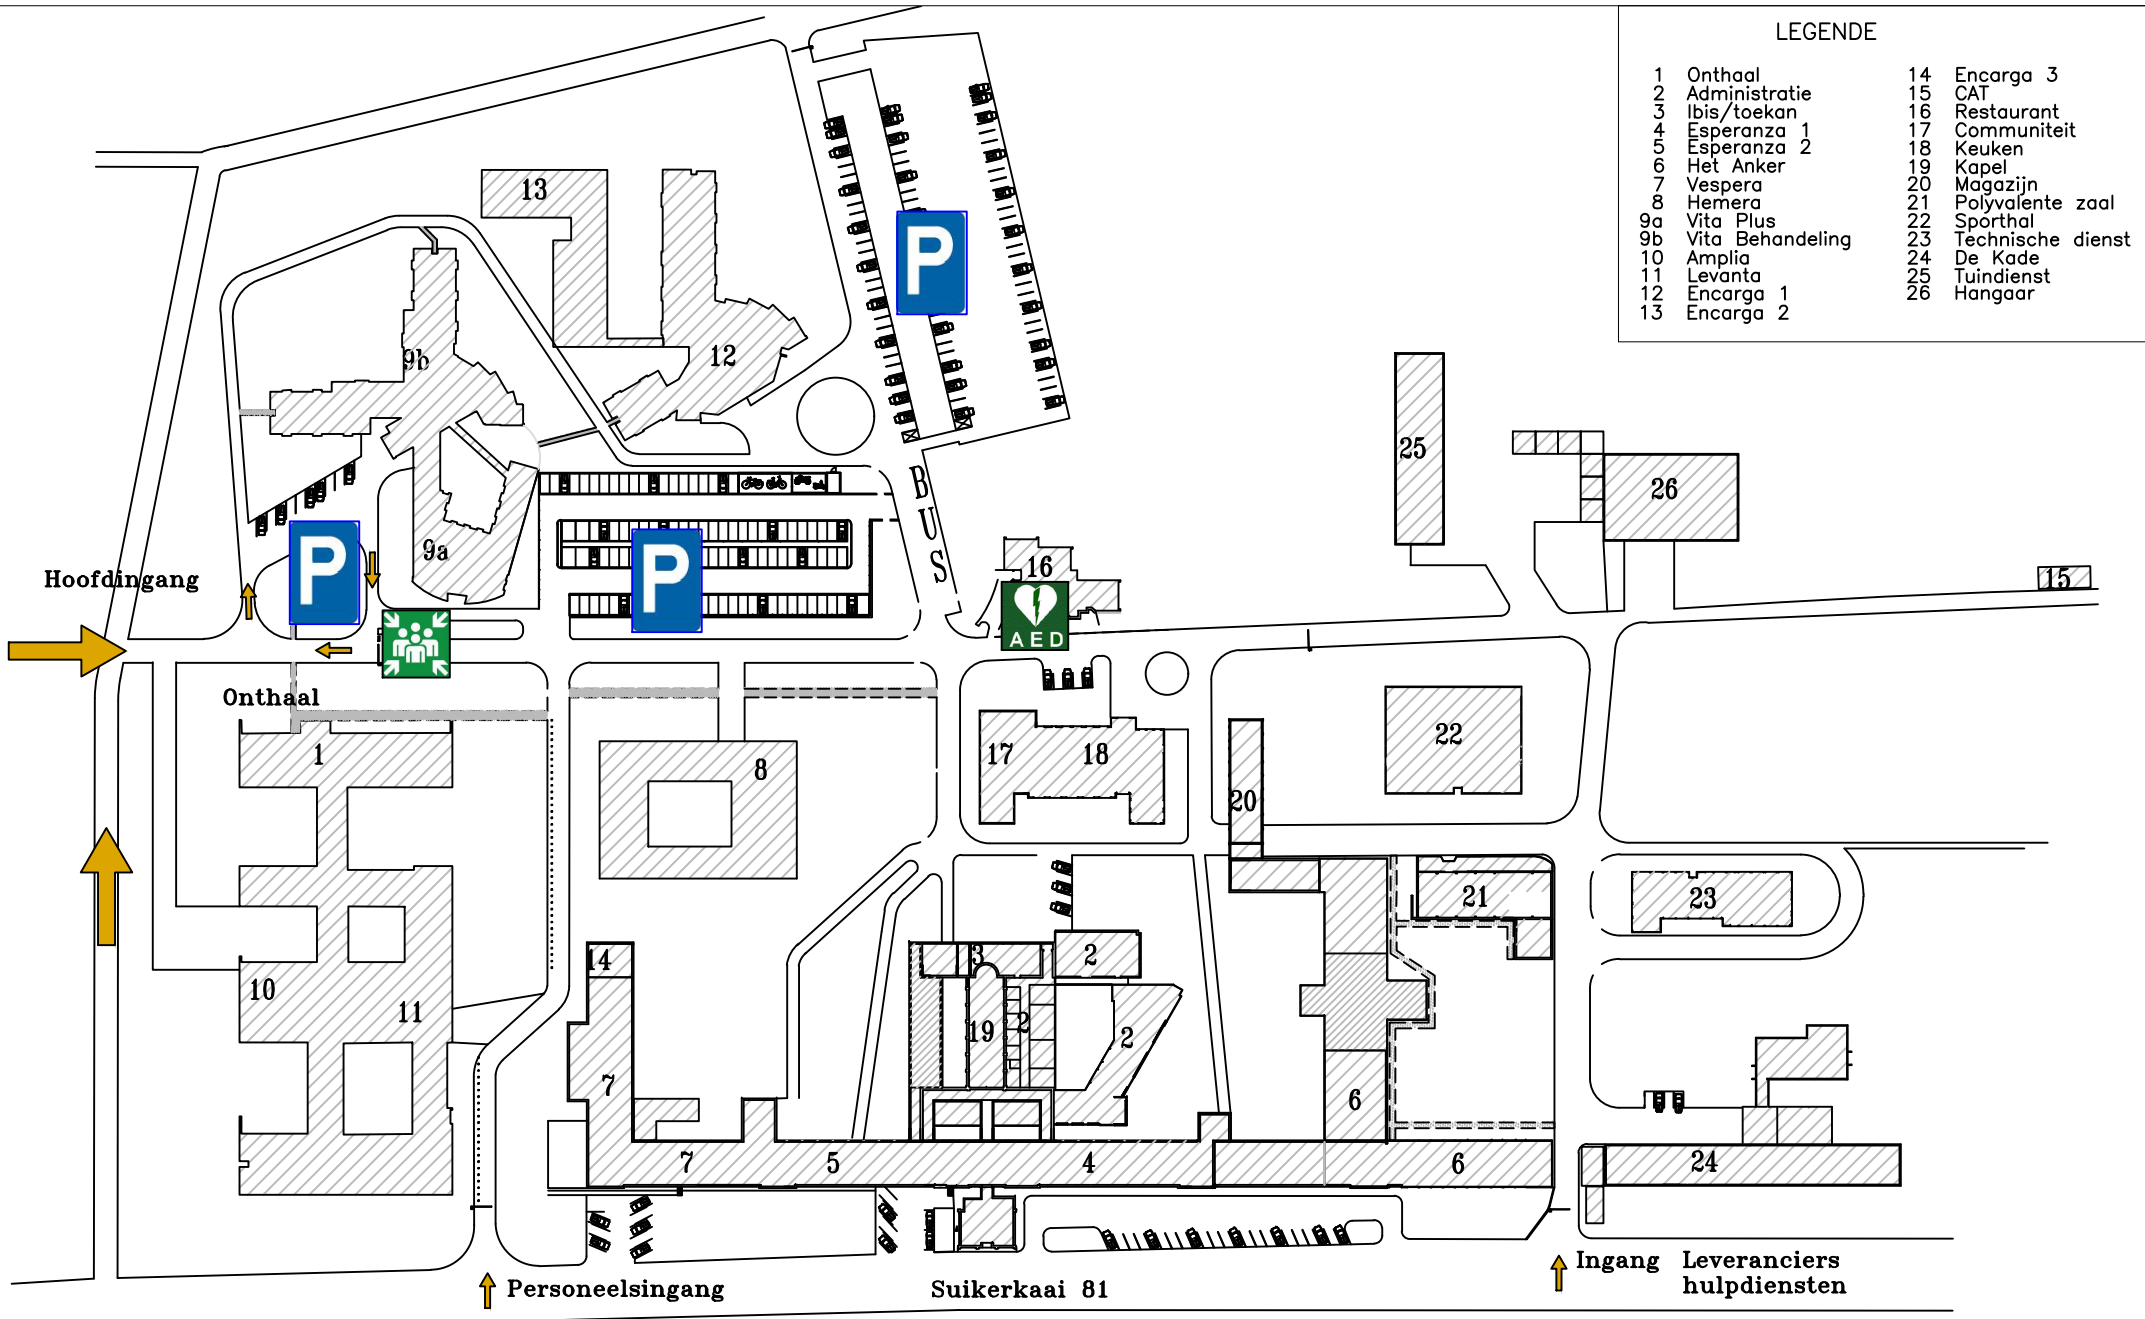 LEGENDE
1 Onthaal
2 Administratie
3 Ibis/toekan
4 Esperanza 1
5 Esperanza 2
6 Het Anker
7 Vespera
8 Hemera
9a Vita Plus
9b Vita Behandeling
10 Amplia
11 Levanta
12 Encarga 1
13 Encarga 2
14 Encarga 3
15 CAT
16 Restaurant
17 Communiteit
18 Keuken
19 Kapel
20 Magazijn
21 Polyvalente zaal
22 Sporthal
23 Technische dienst
24 De Kade
25 Tuindienst
26 Hangaar
13
12
P
9b
25
26
BUS
9a
P
P
16
15
Hoofdingang
AED
Onthaal
1
8
17
18
20
22
21
23
14
3
2
10
11
19
2
2
7
6
7
5
4
6
24
Personeelsingang
Suikerkaai 81
Ingang Leveranciers
hulpdiensten